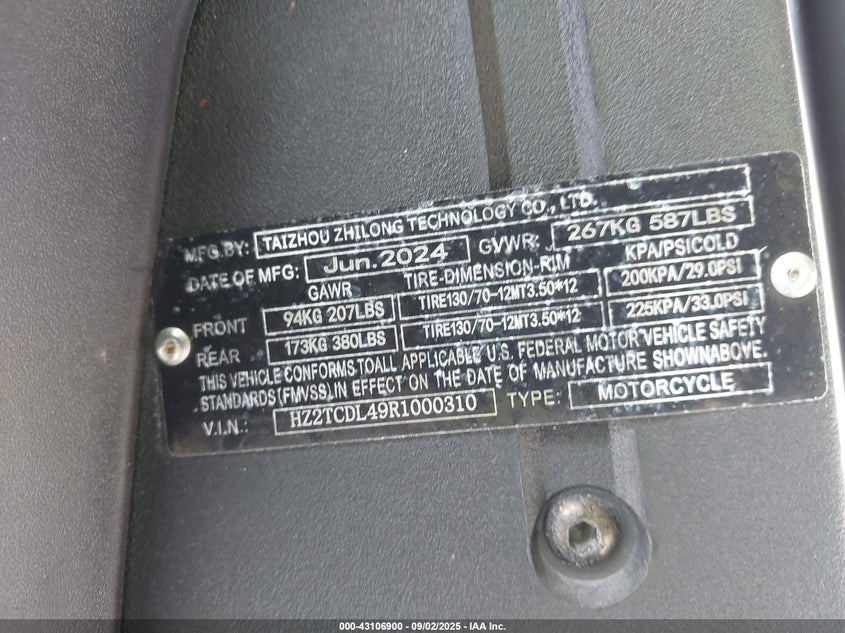 MFG.BY: TAIZHOU ZHILONG TECHNOLOGY CO., LTD.
DATE OF MFG: Jun.2024 GVWR: 267KG 587LBS
GAWR TIRE-DIMENSION-RIM KPA/PSICOLD
FRONT 94KG 207LBS TIRE130/70-12MT3.50*12 200KPA/29.0PSI
REAR 173KG 380LBS TIRE130/70-12MT3.50*12 225KPA/33.0PSI
THIS VEHICLE CONFORMS TOALL APPLICABLE U.S. FEDERAL MOTOR VEHICLE SAFETY
STANDARDS(FMVSS)IN EFFECT ON THE DATE OF MANUFACTURE SHOWNABOVE.
V.I.N.: HZ2TCDL49R1000310 TYPE: MOTORCYCLE
000-43106900 - 09/02/2025 - IAA Inc.